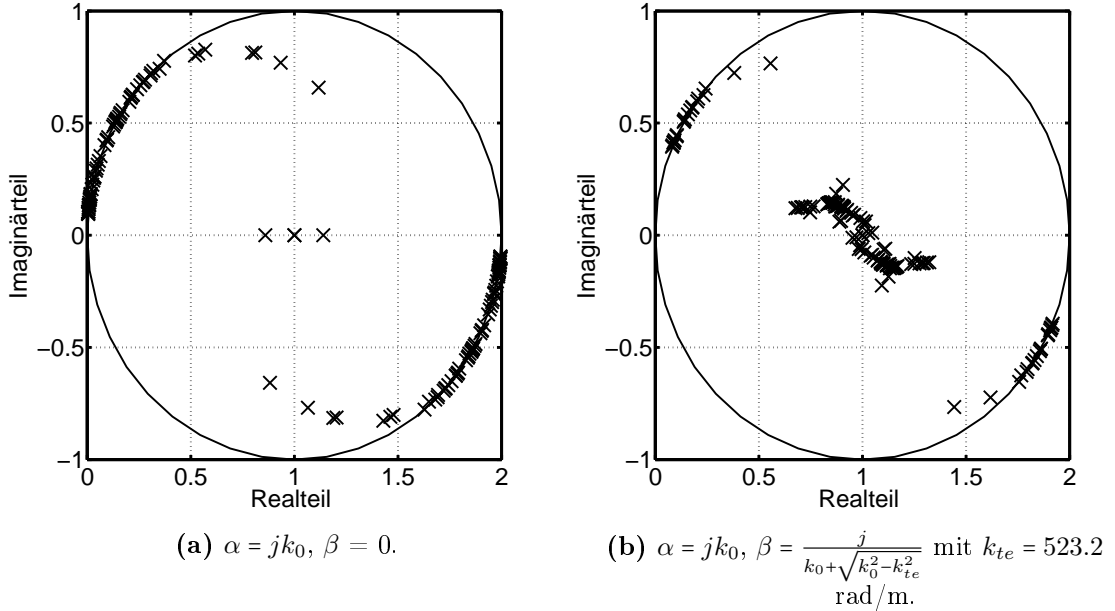 1
0.5
0
−0.5
−1
0
0.5
1
1.5
2
Realteil
Imaginärteil
(a) α = jk₀, β = 0.
1
0.5
0
−0.5
−1
0
0.5
1
1.5
2
Realteil
Imaginärteil
(b) α = jk₀, β = j/(k₀+√(k₀²−kₜₑ²)) mit kₜₑ = 523.2
rad/m.